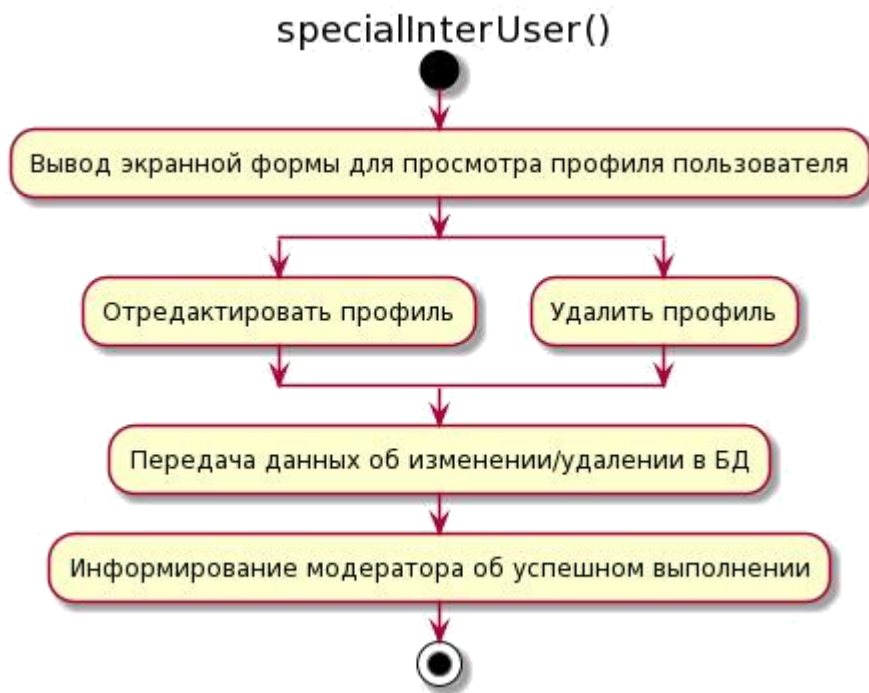 specialInterUser()
Вывод экранной формы для просмотра профиля пользователя
Отредактировать профиль
Удалить профиль
Передача данных об изменении/удалении в БД
Информирование модератора об успешном выполнении